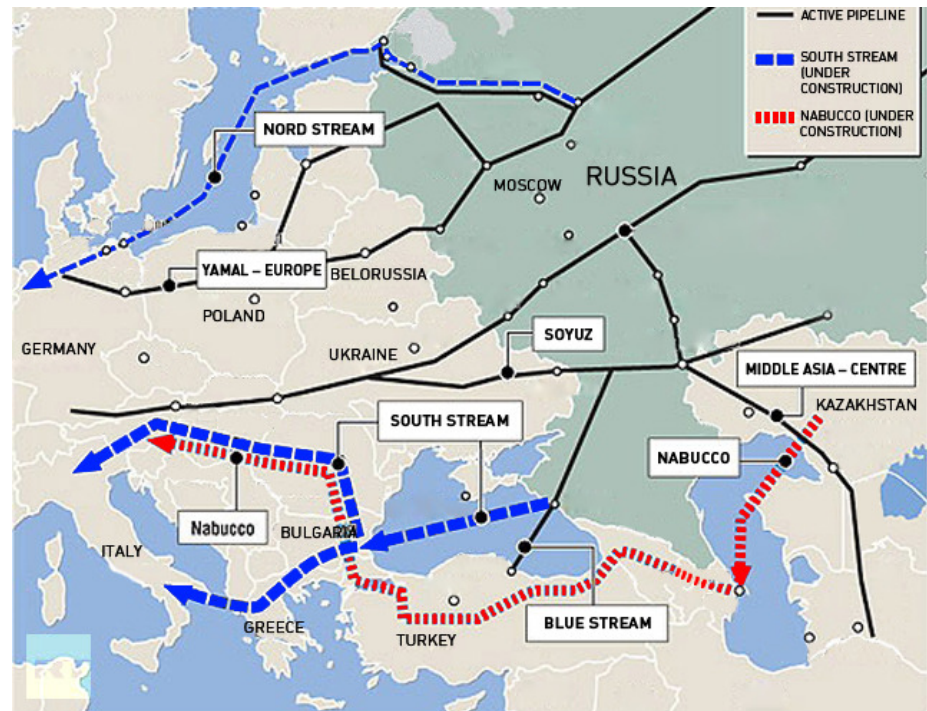 ACTIVE PIPELINE
SOUTH STREAM
(UNDER
CONSTRUCTION)
NABUCCO (UNDER
CONSTRUCTION)
NORD STREAM
MOSCOW
RUSSIA
YAMAL – EUROPE
BELORUSSIA
POLAND
GERMANY
UKRAINE
SOYUZ
MIDDLE ASIA – CENTRE
KAZAKHSTAN
SOUTH STREAM
NABUCCO
Nabucco
BULGARIA
ITALY
GREECE
TURKEY
BLUE STREAM